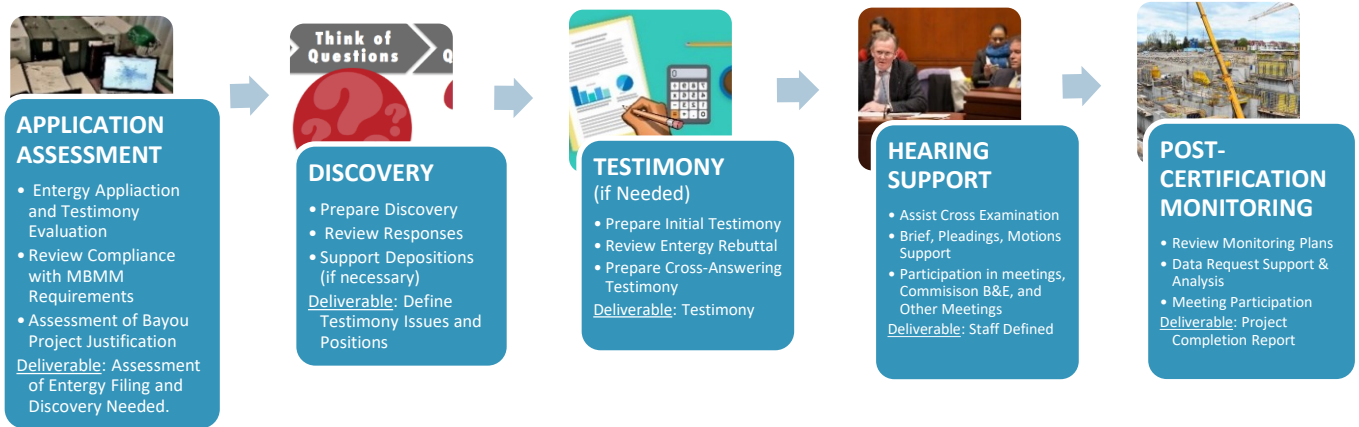 APPLICATION
ASSESSMENT
• Entergy Appliaction
and Testimony
Evaluation
• Review Compliance
with MBMM
Requirements
• Assessment of Bayou
Project Justification
Deliverable: Assessment
of Entergy Filing and
Discovery Needed.
Think of
Questions
Q
DISCOVERY
• Prepare Discovery
• Review Responses
• Support Depositions
(if necessary)
Deliverable: Define
Testimony Issues and
Positions
TESTIMONY
(if Needed)
• Prepare Initial Testimony
• Review Entergy Rebuttal
• Prepare Cross-Answering
Testimony
Deliverable: Testimony
HEARING
SUPPORT
• Assist Cross Examination
• Brief, Pleadings, Motions
Support
• Participation in meetings,
Commisison B&E, and
Other Meetings
Deliverable: Staff Defined
POST-
CERTIFICATION
MONITORING
• Review Monitoring Plans
• Data Request Support &
Analysis
• Meeting Participation
Deliverable: Project
Completion Report